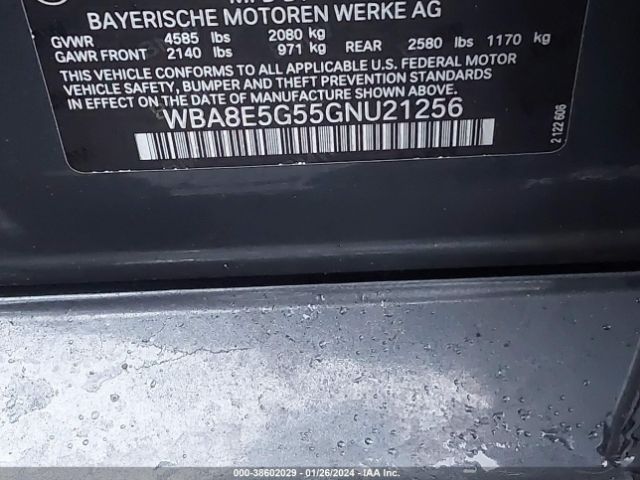 BAYERISCHE MOTOREN WERKE AG
GVWR 4585 lbs 2080 kg
GAWR FRONT 2140 lbs 971 kg REAR 2580 lbs 1170 kg
THIS VEHICLE CONFORMS TO ALL APPLICABLE U.S. FEDERAL MOTOR
VEHICLE SAFETY, BUMPER AND THEFT PREVENTION STANDARDS
IN EFFECT ON THE DATE OF MANUFACTURE SHOWN ABOVE.
WBA8E5G55GNU21256
2 122 606
000-38602029 - 01/26/2024 - IAA Inc.